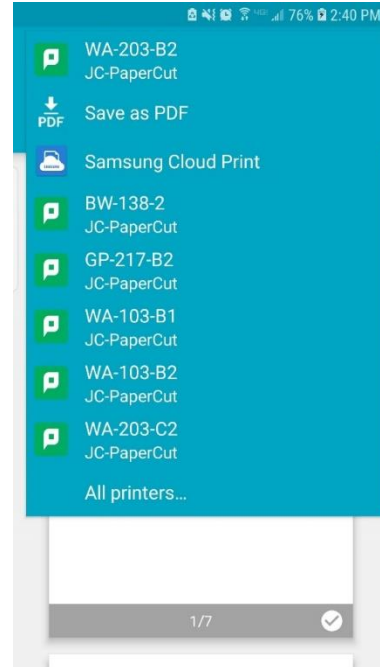 76% 2:40 PM
WA-203-B2
JC-PaperCut
PDF
Save as PDF
Samsung Cloud Print
BW-138-2
JC-PaperCut
GP-217-B2
JC-PaperCut
WA-103-B1
JC-PaperCut
WA-103-B2
JC-PaperCut
WA-203-C2
JC-PaperCut
All printers...
1/7